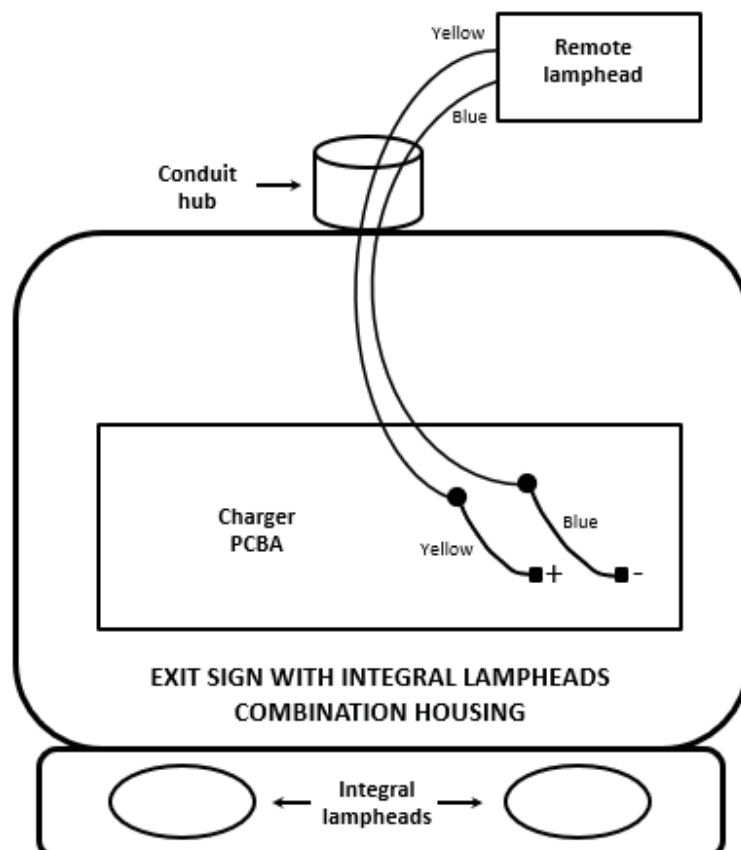 Yellow
Remote
lamphead
Blue
Conduit
hub
Charger
PCBA
Blue
Yellow
+
-
EXIT SIGN WITH INTEGRAL LAMPHEADS
COMBINATION HOUSING
Integral
lampheads